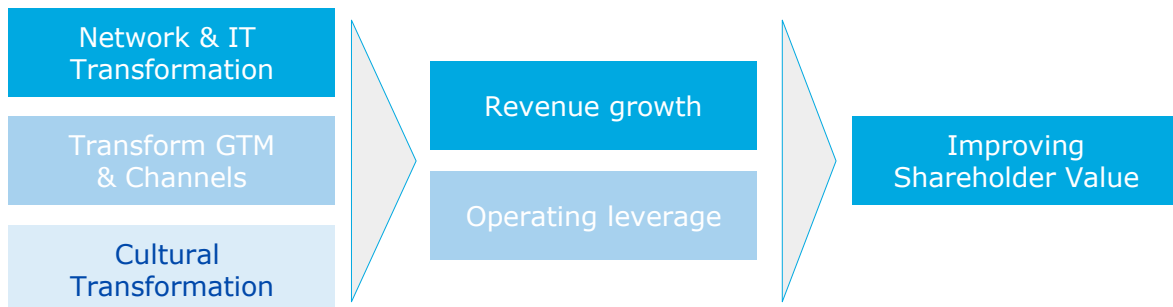 Network & IT
Transformation
Transform GTM
& Channels
Cultural
Transformation
Revenue growth
Operating leverage
Improving
Shareholder Value